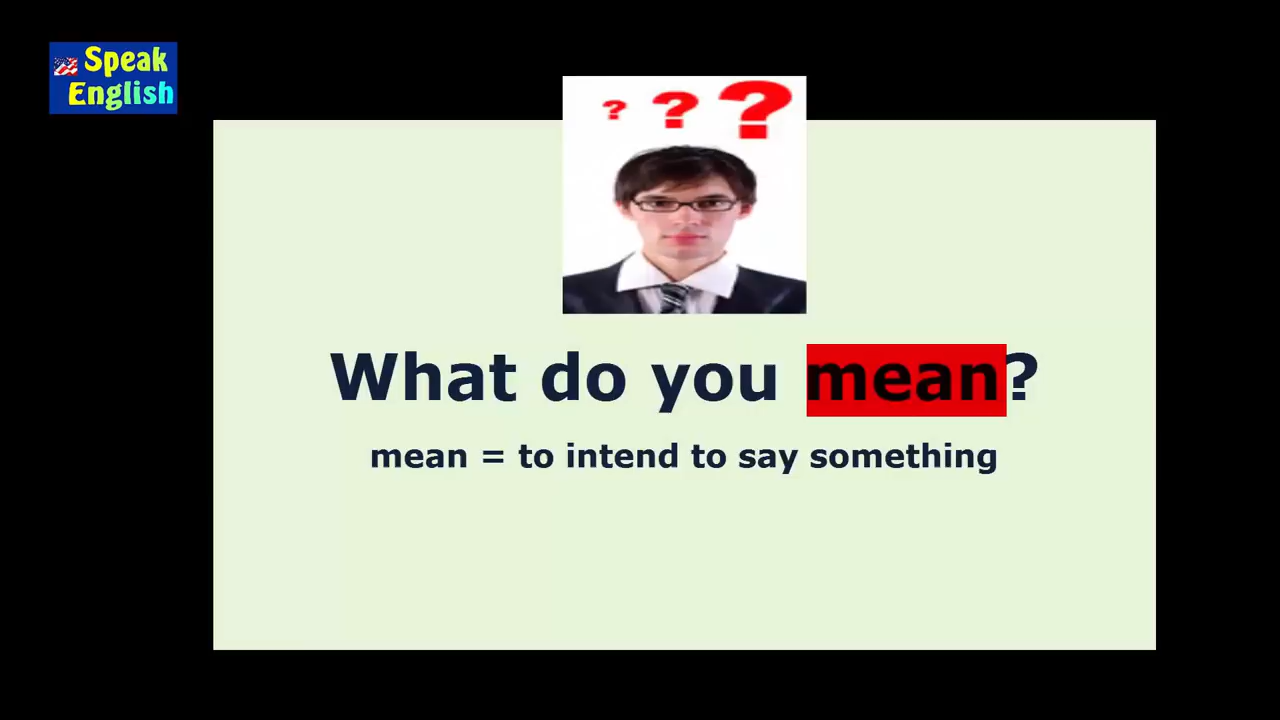 Speak
English
? ? ?
What do you mean?
mean = to intend to say something